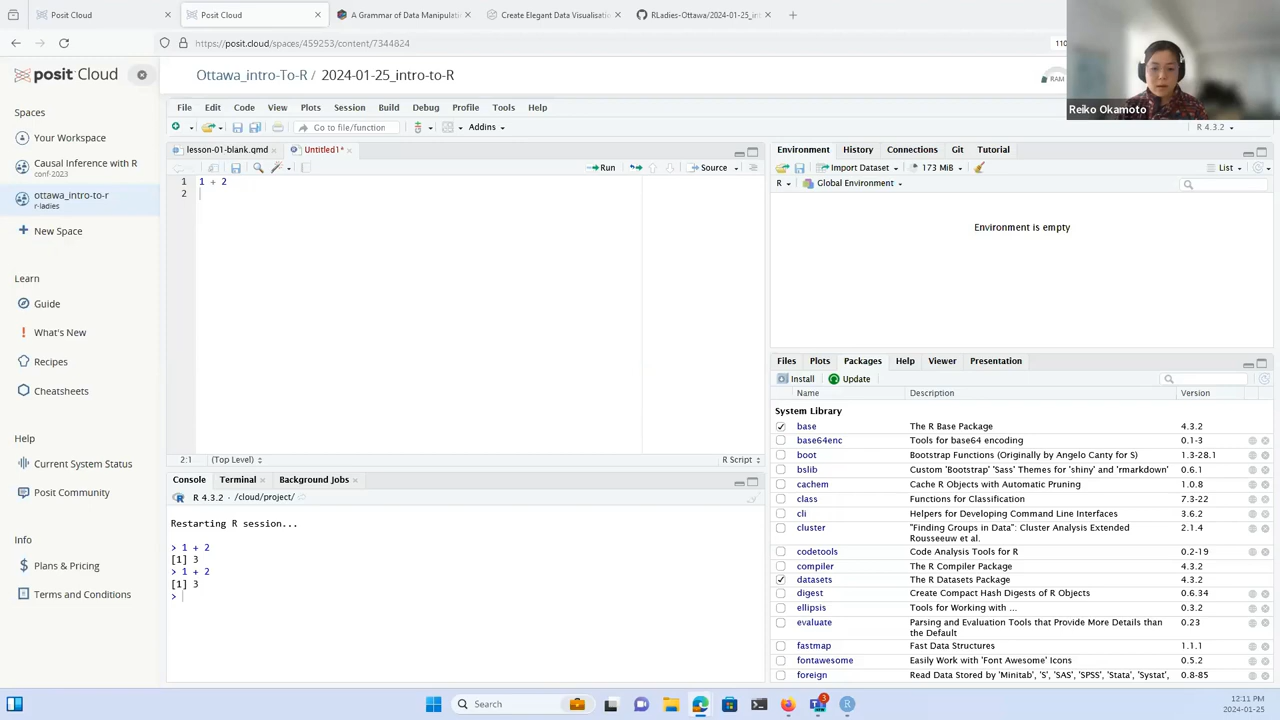 Posit Cloud
Posit Cloud
A Grammar of Data Manipulati
Create Elegant Data Visualisatio
RLadies-Ottawa/2024-01-25_int
https://posit.cloud/spaces/459253/content/7344824
110
posit Cloud
Ottawa_intro-To-R / 2024-01-25_intro-to-R
RAM
Reiko Okamoto
Spaces
Your Workspace
Causal Inference with R
conf-2023
ottawa_intro-to-r
r-ladies
New Space
Learn
Guide
What's New
Recipes
Cheatsheets
Help
Current System Status
Posit Community
Info
Plans & Pricing
Terms and Conditions
File Edit Code View Plots Session Build Debug Profile Tools Help
Go to file/function
Addins
R 4.3.2
lesson-01-blank.qmd
Untitled1*
Run
Source
1 1 + 2
2
2:1 (Top Level) R Script
Console Terminal Background Jobs
R 4.3.2 · /cloud/project/
Restarting R session...
> 1 + 2
[1] 3
> 1 + 2
[1] 3
>
Environment History Connections Git Tutorial
Import Dataset 173 MiB List
R Global Environment
Environment is empty
Files Plots Packages Help Viewer Presentation
Install Update
Name Description Version
System Library
base The R Base Package 4.3.2
base64enc Tools for base64 encoding 0.1-3
boot Bootstrap Functions (Originally by Angelo Canty for S) 1.3-28.1
bslib Custom 'Bootstrap' 'Sass' Themes for 'shiny' and 'rmarkdown' 0.6.1
cachem Cache R Objects with Automatic Pruning 1.0.8
class Functions for Classification 7.3-22
cli Helpers for Developing Command Line Interfaces 3.6.2
cluster "Finding Groups in Data": Cluster Analysis Extended Rousseeuw et al. 2.1.4
codetools Code Analysis Tools for R 0.2-19
compiler The R Compiler Package 4.3.2
datasets The R Datasets Package 4.3.2
digest Create Compact Hash Digests of R Objects 0.6.34
ellipsis Tools for Working with ... 0.3.2
evaluate Parsing and Evaluation Tools that Provide More Details than the Default 0.23
fastmap Fast Data Structures 1.1.1
fontawesome Easily Work with 'Font Awesome' Icons 0.5.2
foreign Read Data Stored by 'Minitab', 'S', 'SAS', 'SPSS', 'Stata', 'Systat', 0.8-85
Search
3
12:11 PM
2024-01-25